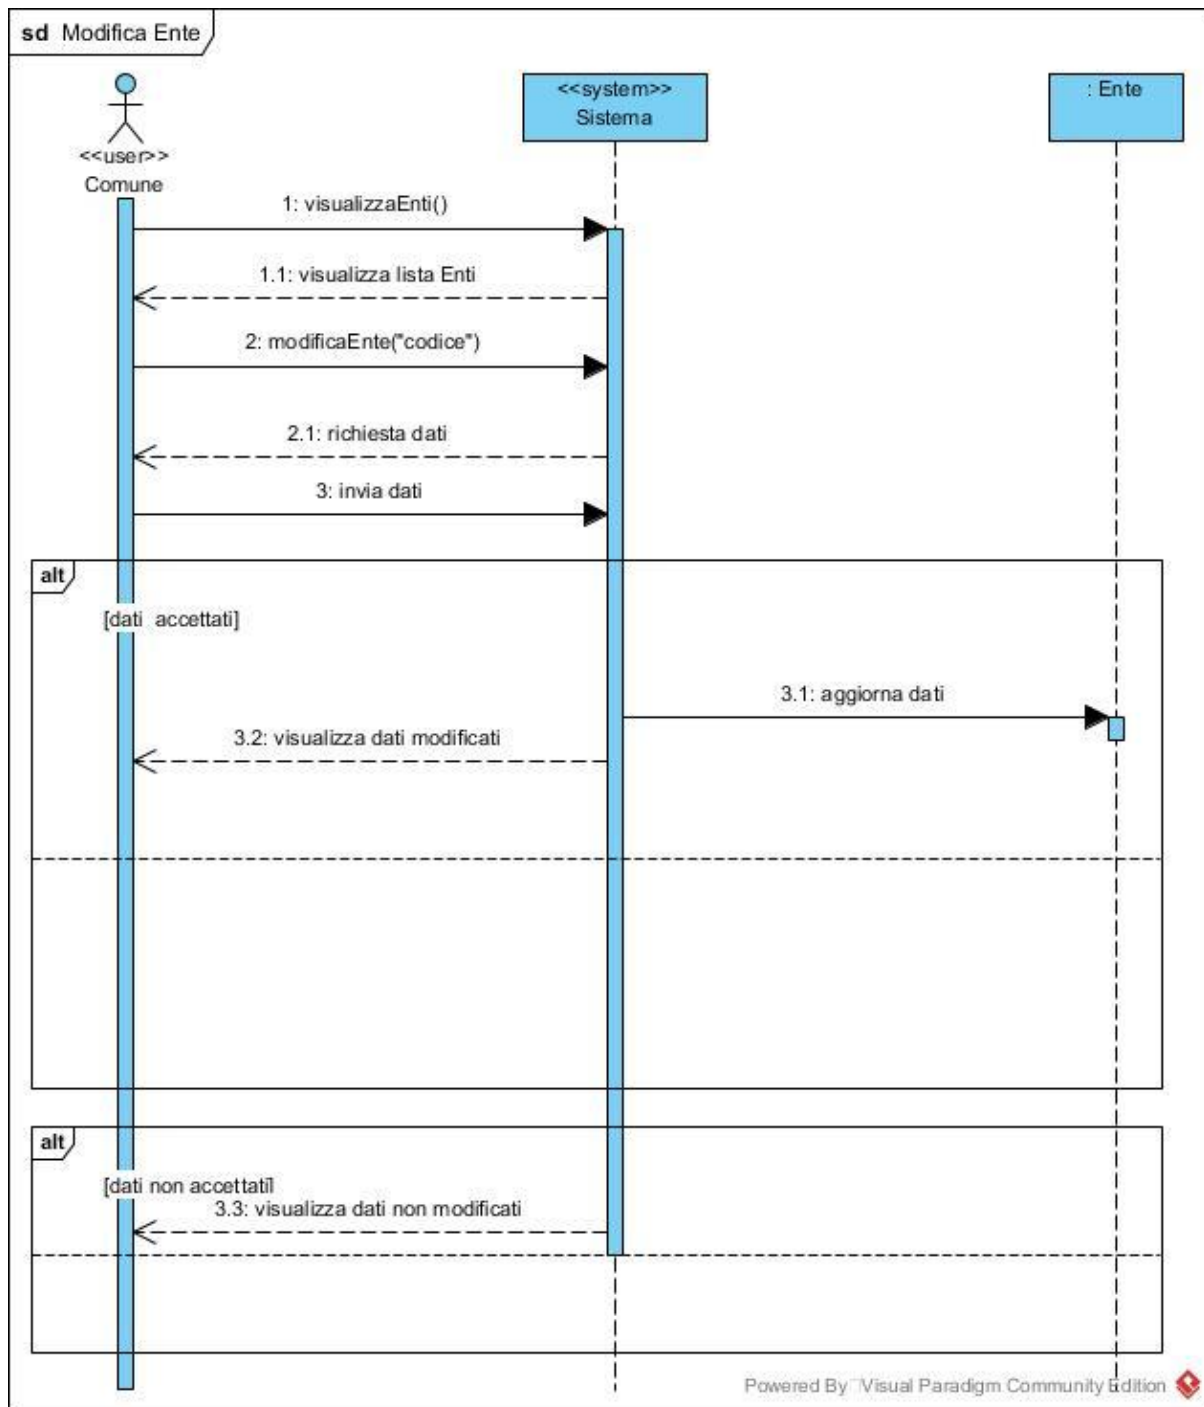 sd Modifica Ente
<<user>>
Comune
<<system>>
Sistema
: Ente
1: visualizzaEnti()
1.1: visualizza lista Enti
2: modificaEnte("codice")
2.1: richiesta dati
3: invia dati
alt
[dati accettati]
3.1: aggiorna dati
3.2: visualizza dati modificati
alt
[dati non accettati]
3.3: visualizza dati non modificati
Powered By Visual Paradigm Community Edition